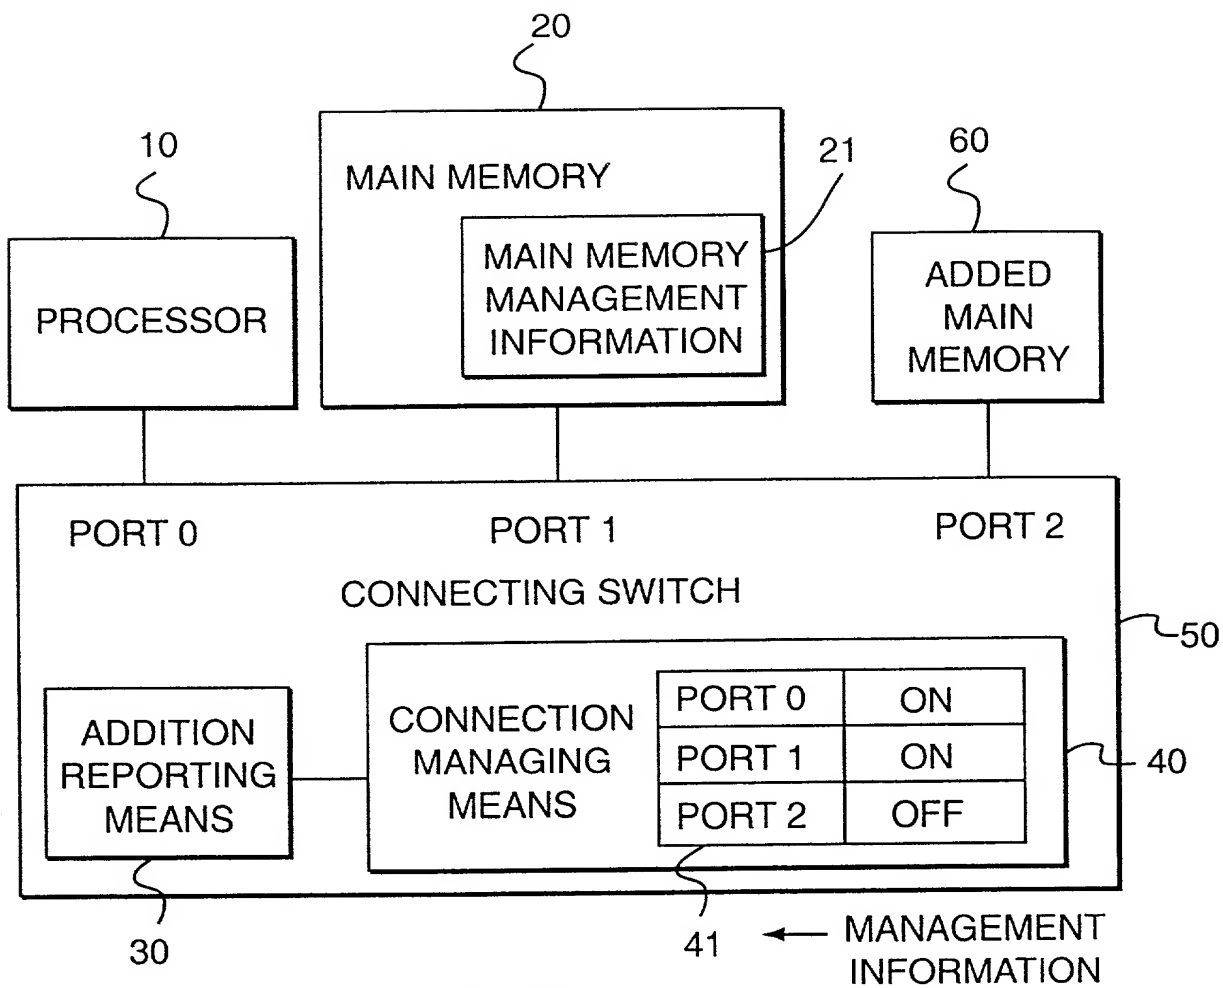 20
10
MAIN MEMORY
21
60
PROCESSOR
MAIN MEMORY
MANAGEMENT
INFORMATION
ADDED
MAIN
MEMORY
PORT 0
PORT 1
PORT 2
CONNECTING SWITCH
50
ADDITION
REPORTING
MEANS
CONNECTION
MANAGING
MEANS
PORT 0 ON
PORT 1 ON
PORT 2 OFF
40
30
41
MANAGEMENT
INFORMATION